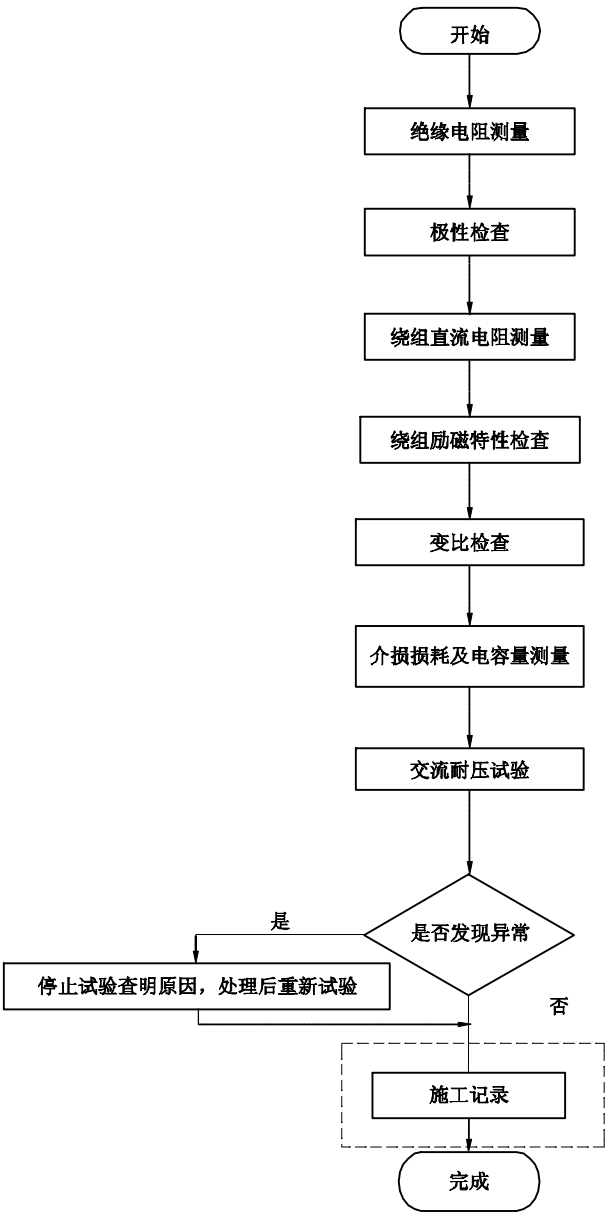 开始
绝缘电阻测量
极性检查
绕组直流电阻测量
绕组励磁特性检查
变比检查
介损损耗及电容量测量
交流耐压试验
是否发现异常
是
停止试验查明原因，处理后重新试验
否
施工记录
完成